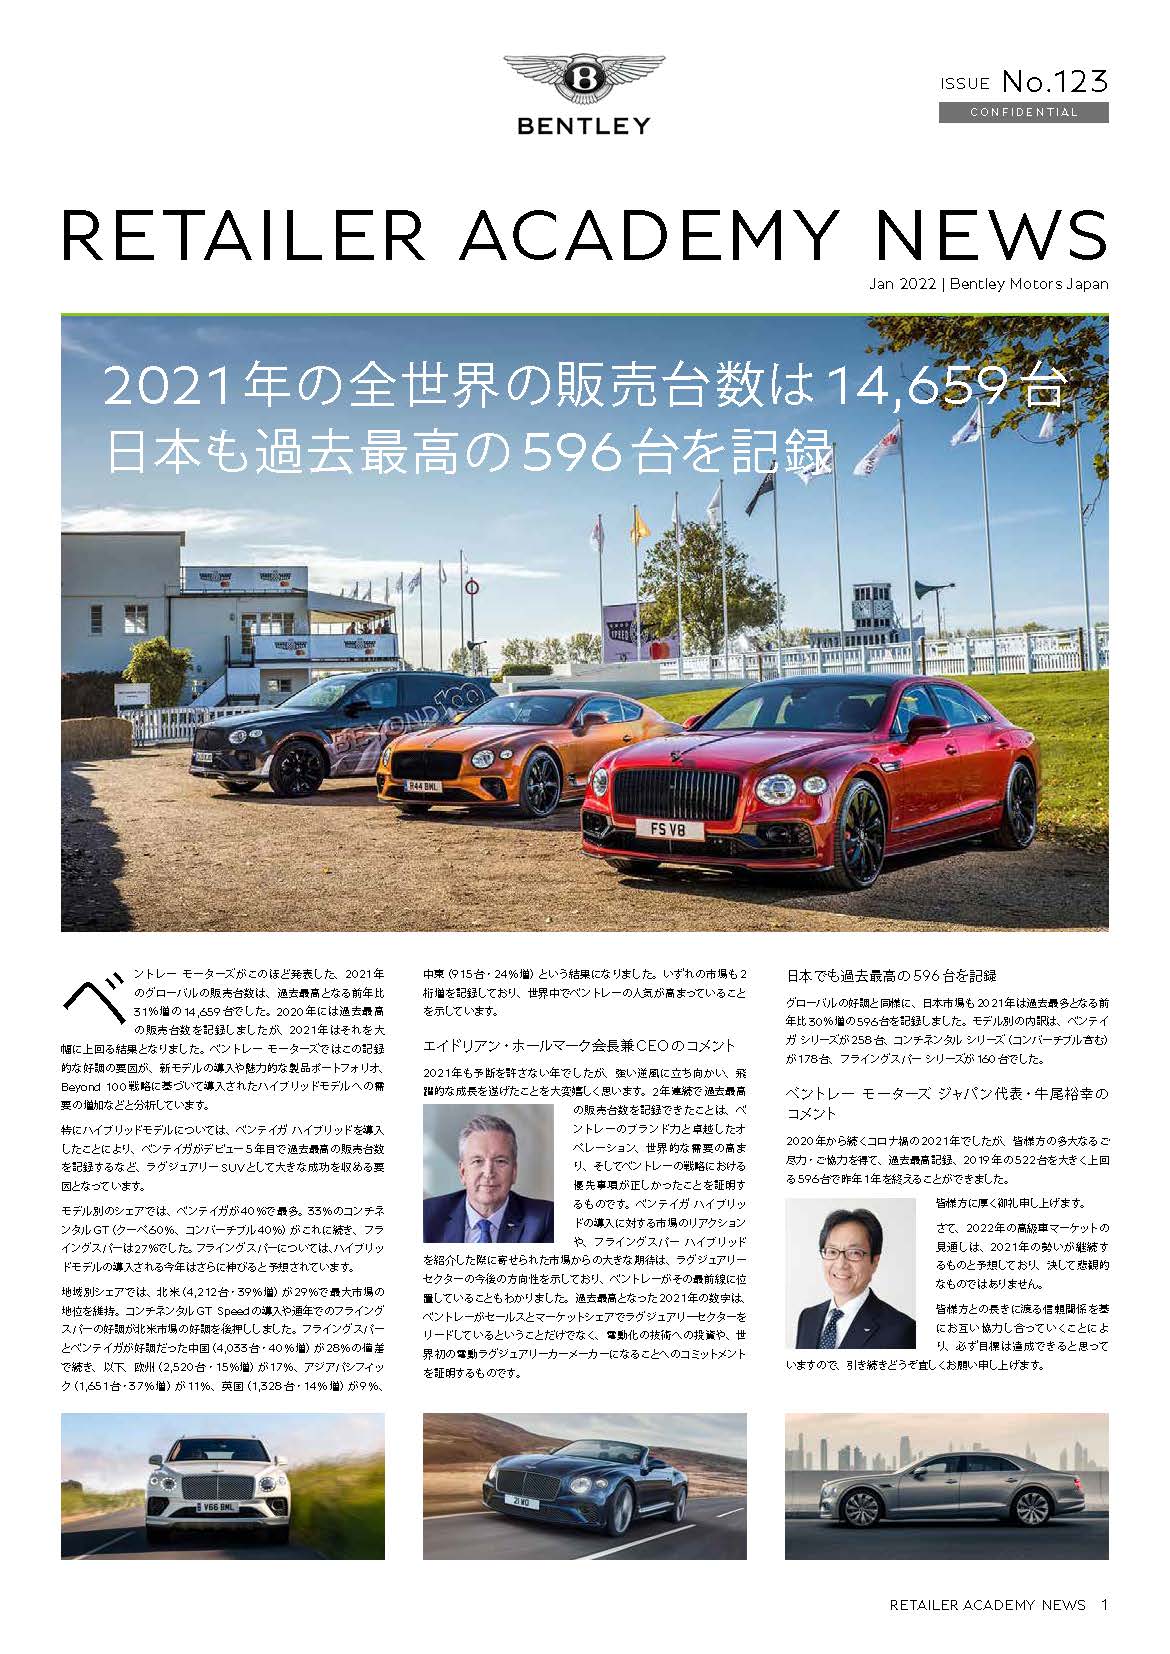 BENTLEY
ISSUE No.123
CONFIDENTIAL
RETAILER ACADEMY NEWS
Jan 2022 | Bentley Motors Japan
2021年の全世界の販売台数は14,659台
日本も過去最高の596台を記録
BEYOND100
R44 BML
FS V8
ベントレー モーターズがこのほど発表した、2021年
のグローバルの販売台数は、過去最高となる前年比
31%増の14,659台でした。2020年には過去最高
の販売台数を記録しましたが、2021年はそれを大
幅に上回る結果となりました。ベントレー モーターズではこの記録
的な好調の要因が、新モデルの導入や魅力的な製品ポートフォリオ、
Beyond 100戦略に基づいて導入されたハイブリッドモデルへの需
要の増加などと分析しています。
特にハイブリッドモデルについては、ベンテイガ ハイブリッドを導入
したことにより、ベンテイガがデビュー5年目で過去最高の販売台数
を記録するなど、ラグジュアリーSUVとして大きな成功を収める要
因となっています。
モデル別のシェアでは、ベンテイガが40%で最多。33%のコンチネ
ンタルGT（クーペ60%、コンバーチブル40%）がこれに続き、フラ
イングスパーは27%でした。フライングスパーについては、ハイブリッ
ドモデルの導入される今年はさらに伸びると予想されています。
地域別シェアでは、北米（4,212台・39%増）が29%で最大市場の
地位を維持。コンチネンタルGT Speedの導入や通年でのフライング
スパーの好調が北米市場の好調を後押ししました。フライングスパー
とベンテイガが好調だった中国（4,033台・40%増）が28%の僅差
で続き、以下、欧州（2,520台・15%増）が17%、アジアパシフィッ
ク（1,651台・37%増）が11%、英国（1,328台・14%増）が9%、
中東（915台・24%増）という結果になりました。いずれの市場も2
桁増を記録しており、世界中でベントレーの人気が高まっていること
を示しています。
エイドリアン・ホールマーク会長兼CEOのコメント
2021年も予断を許さない年でしたが、強い逆風に立ち向かい、飛
躍的な成長を遂げたことを大変嬉しく思います。2年連続で過去最高
の販売台数を記録できたことは、ベ
ントレーのブランド力と卓越したオ
ペレーション、世界的な需要の高ま
り、そしてベントレーの戦略における
優先事項が正しかったことを証明す
るものです。ベンテイガ ハイブリッ
ドの導入に対する市場のリアクション
や、フライングスパー ハイブリッド
を紹介した際に寄せられた市場からの大きな期待は、ラグジュアリー
セクターの今後の方向性を示しており、ベントレーがその最前線に位
置していることもわかりました。過去最高となった2021年の数字は、
ベントレーがセールスとマーケットシェアでラグジュアリーセクターを
リードしているということだけでなく、電動化の技術への投資や、世
界初の電動ラグジュアリーカーメーカーになることへのコミットメント
を証明するものです。
日本でも過去最高の596台を記録
グローバルの好調と同様に、日本市場も2021年は過去最多となる前
年比30%増の596台を記録しました。モデル別の内訳は、ベンテイ
ガ シリーズが258台、コンチネンタル シリーズ（コンバーチブル含む）
が178台、フライングスパー シリーズが160台でした。
ベントレー モーターズ ジャパン代表・牛尾裕幸の
コメント
2020年から続くコロナ禍の2021年でしたが、皆様方の多大なるご
尽力・ご協力を得て、過去最高記録、2019年の522台を大きく上回
る596台で昨年1年を終えることができました。
皆様方に厚く御礼申し上げます。
さて、2022年の高級車マーケットの
見通しは、2021年の勢いが継続す
るものと予想しており、決して悲観的
なものではありません。
皆様方との長きに渡る信頼関係を基
にお互い協力し合っていくことによ
り、必ず目標は達成できると思って
いますので、引き続きどうぞ宜しくお願い申し上げます。
V66 BML
21 WO
RETAILER ACADEMY NEWS 1